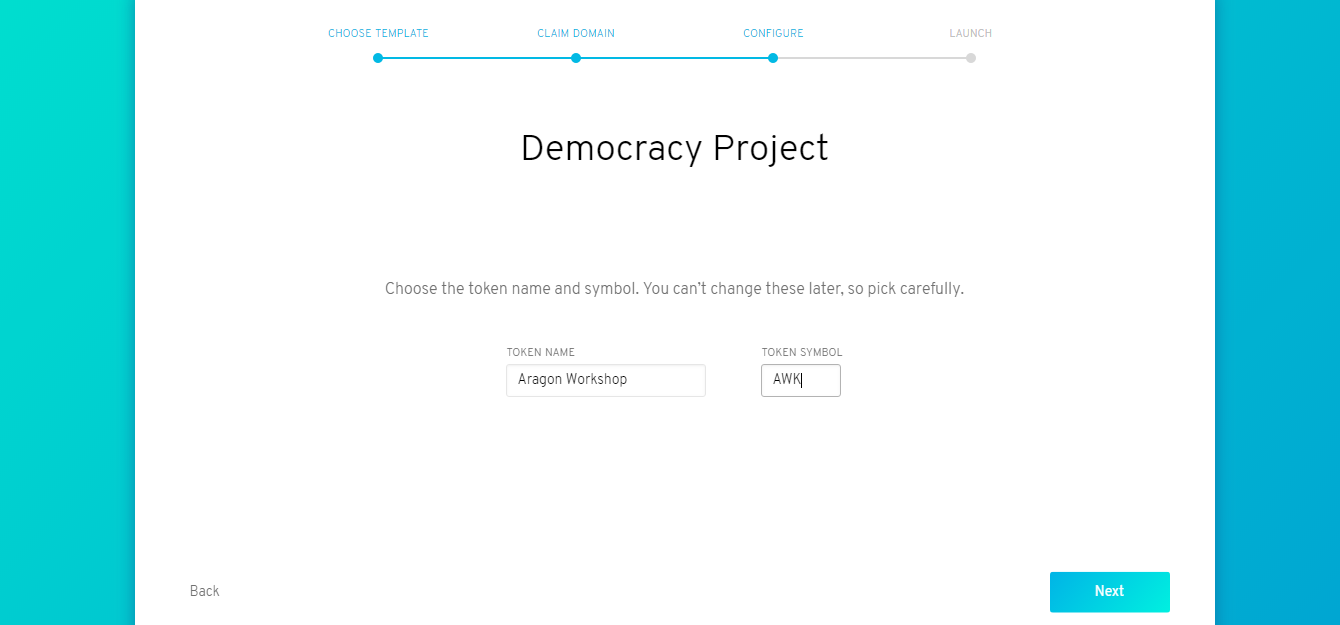 CHOOSE TEMPLATE CLAIM DOMAIN CONFIGURE LAUNCH
Democracy Project
Choose the token name and symbol. You can’t change these later, so pick carefully.
TOKEN NAME TOKEN SYMBOL
Aragon Workshop AWK
Back Next